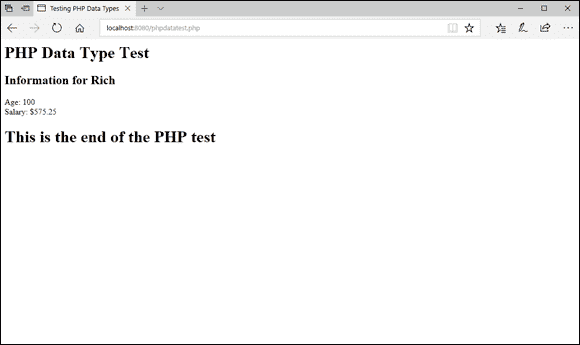 Testing PHP Data Types
localhost:8080/phpdatatest.php
PHP Data Type Test
Information for Rich
Age: 100
Salary: $575.25
This is the end of the PHP test